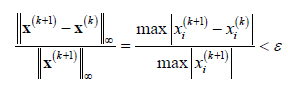 ‖x^(k+1) − x^(k)‖_∞ / ‖x^(k+1)‖_∞ = max|x_i^(k+1) − x_i^(k)| / max|x_i^(k+1)| < ε